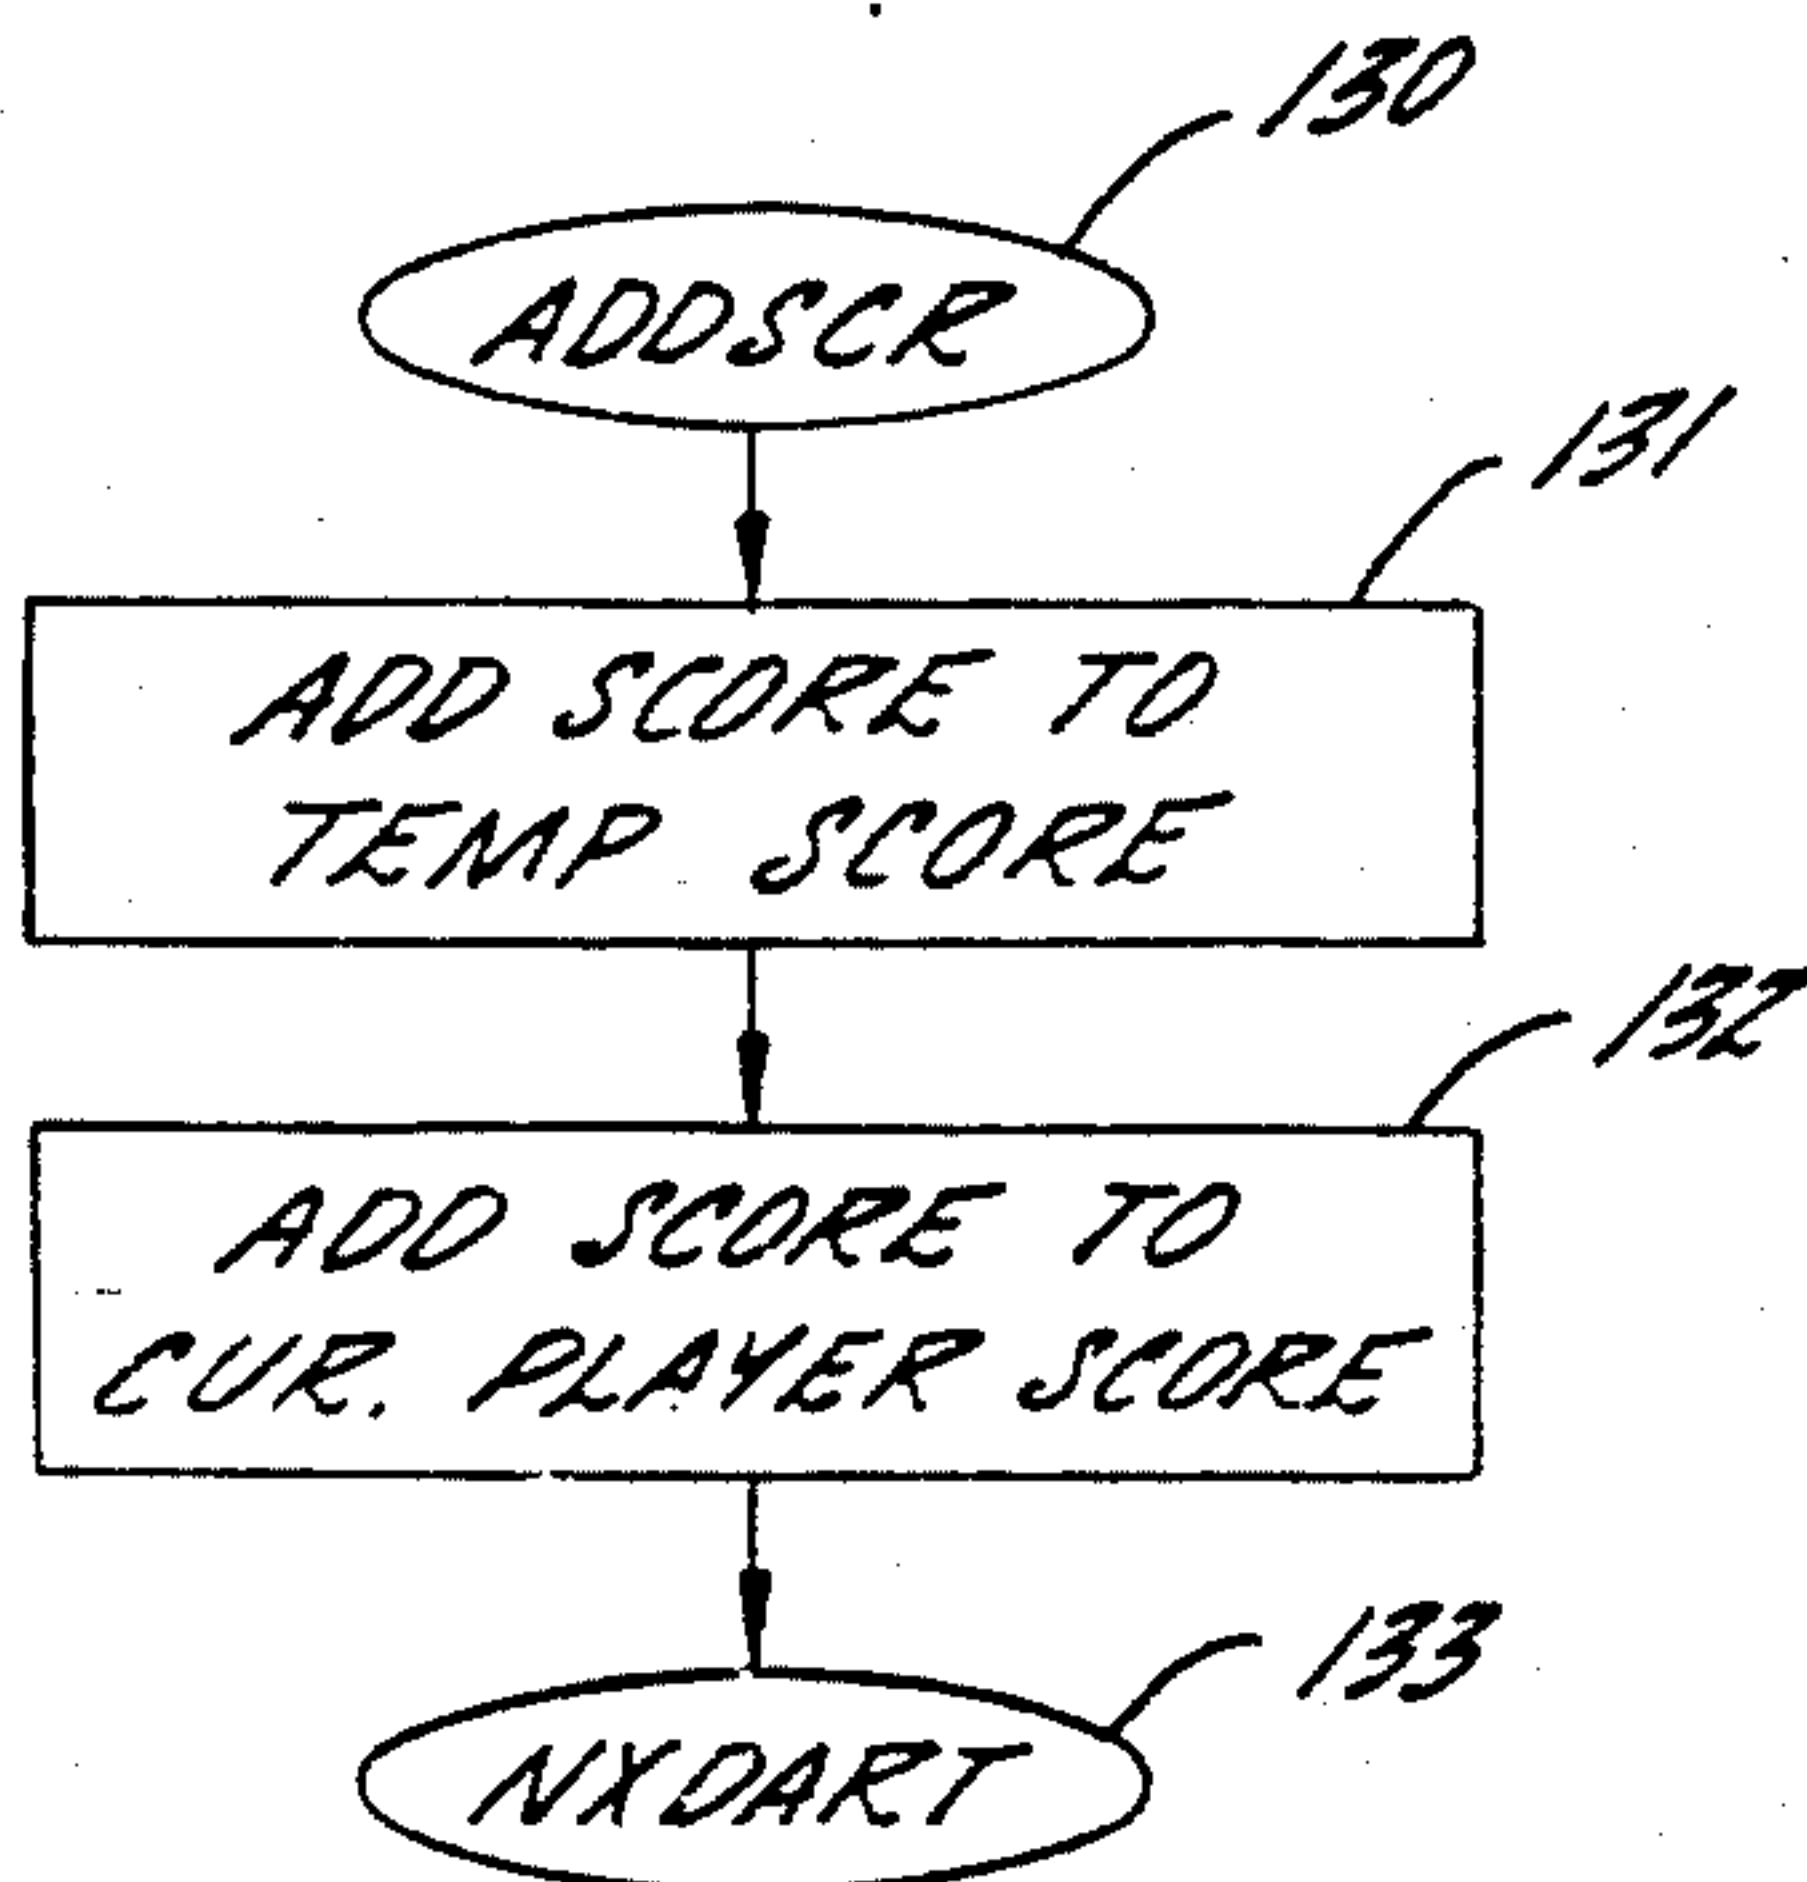 130
ADDSCR
131
ADD SCORE TO
TEMP SCORE
132
ADD SCORE TO
CUR. PLAYER SCORE
133
NXDART